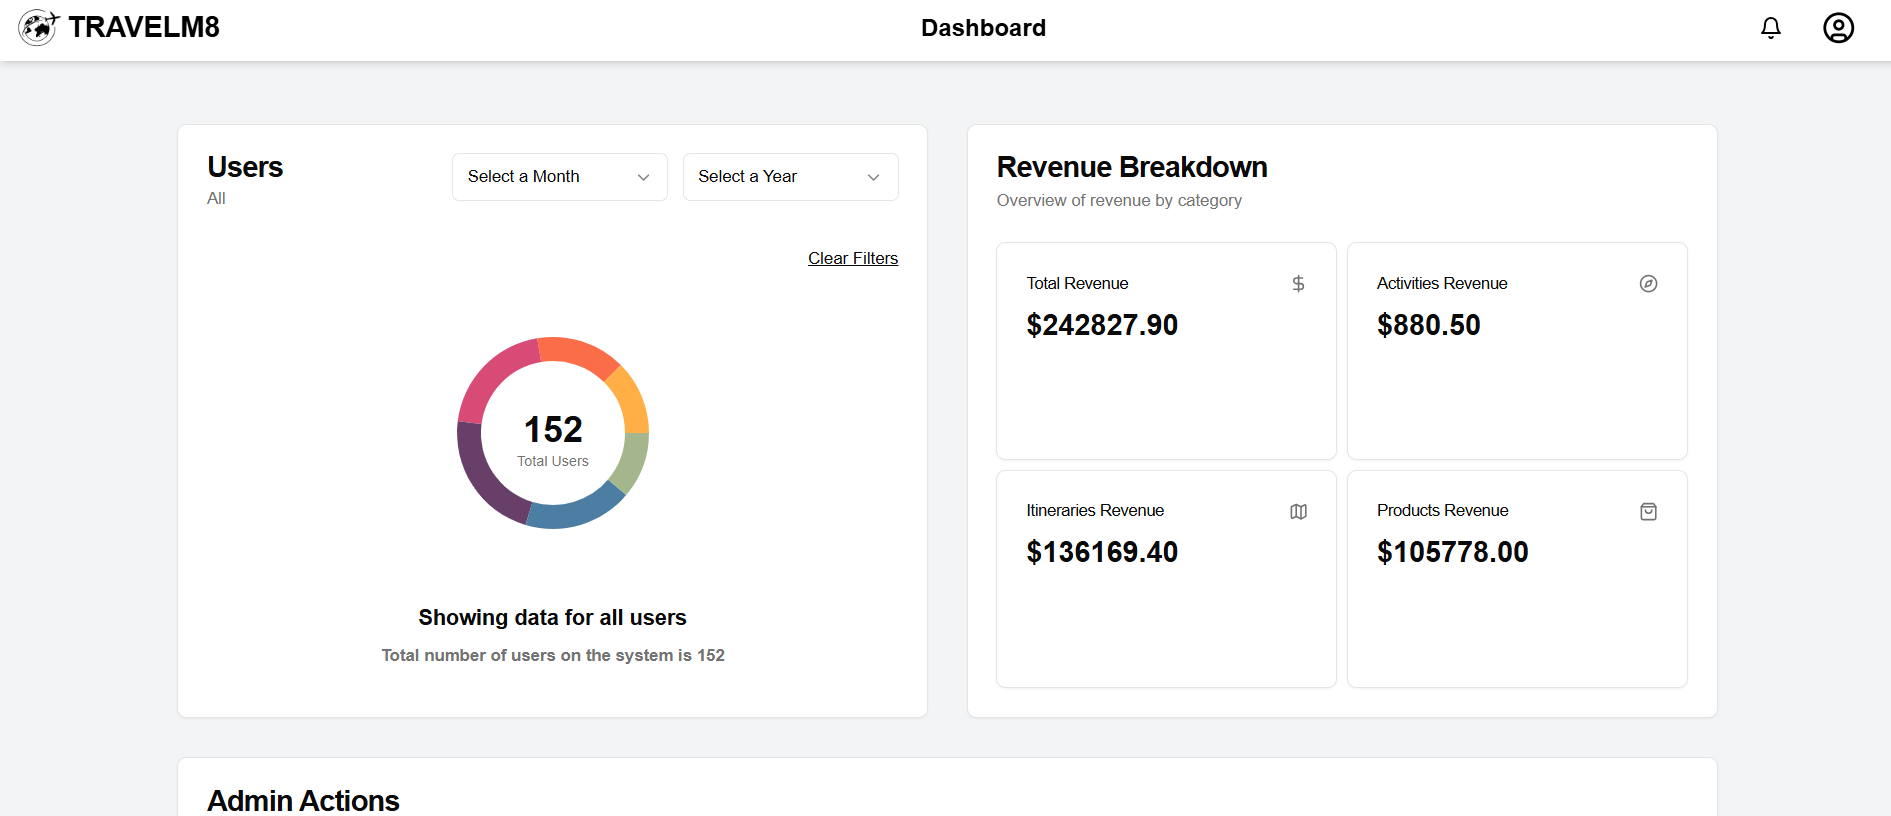 TRAVELM8
Dashboard
Users
All
Select a Month
Select a Year
Clear Filters
152
Total Users
Showing data for all users
Total number of users on the system is 152
Revenue Breakdown
Overview of revenue by category
Total Revenue
$242827.90
Activities Revenue
$880.50
Itineraries Revenue
$136169.40
Products Revenue
$105778.00
Admin Actions